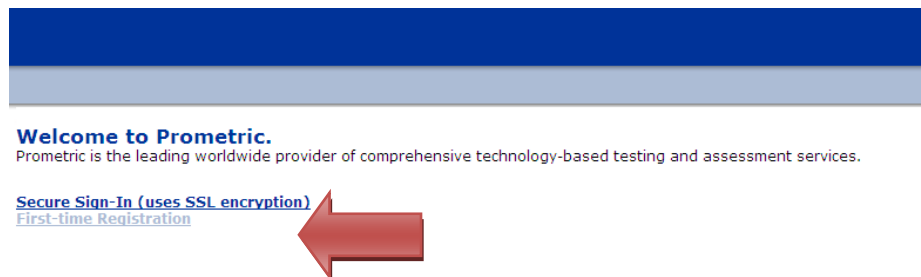 Welcome to Prometric.
Prometric is the leading worldwide provider of comprehensive technology-based testing and assessment services.
Secure Sign-In (uses SSL encryption)
First-time Registration